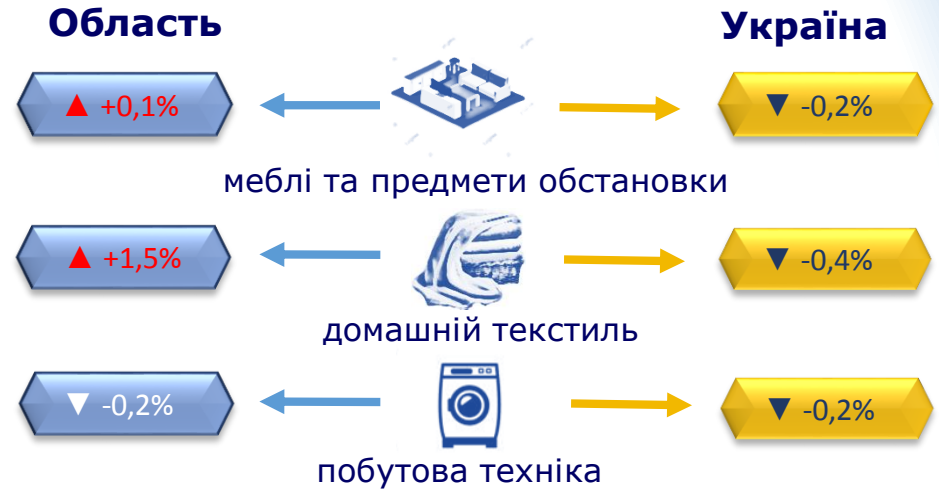 Область
Україна
▲ +0,1%
▼ -0,2%
меблі та предмети обстановки
▲ +1,5%
▼ -0,4%
домашній текстиль
▼ -0,2%
▼ -0,2%
побутова техніка